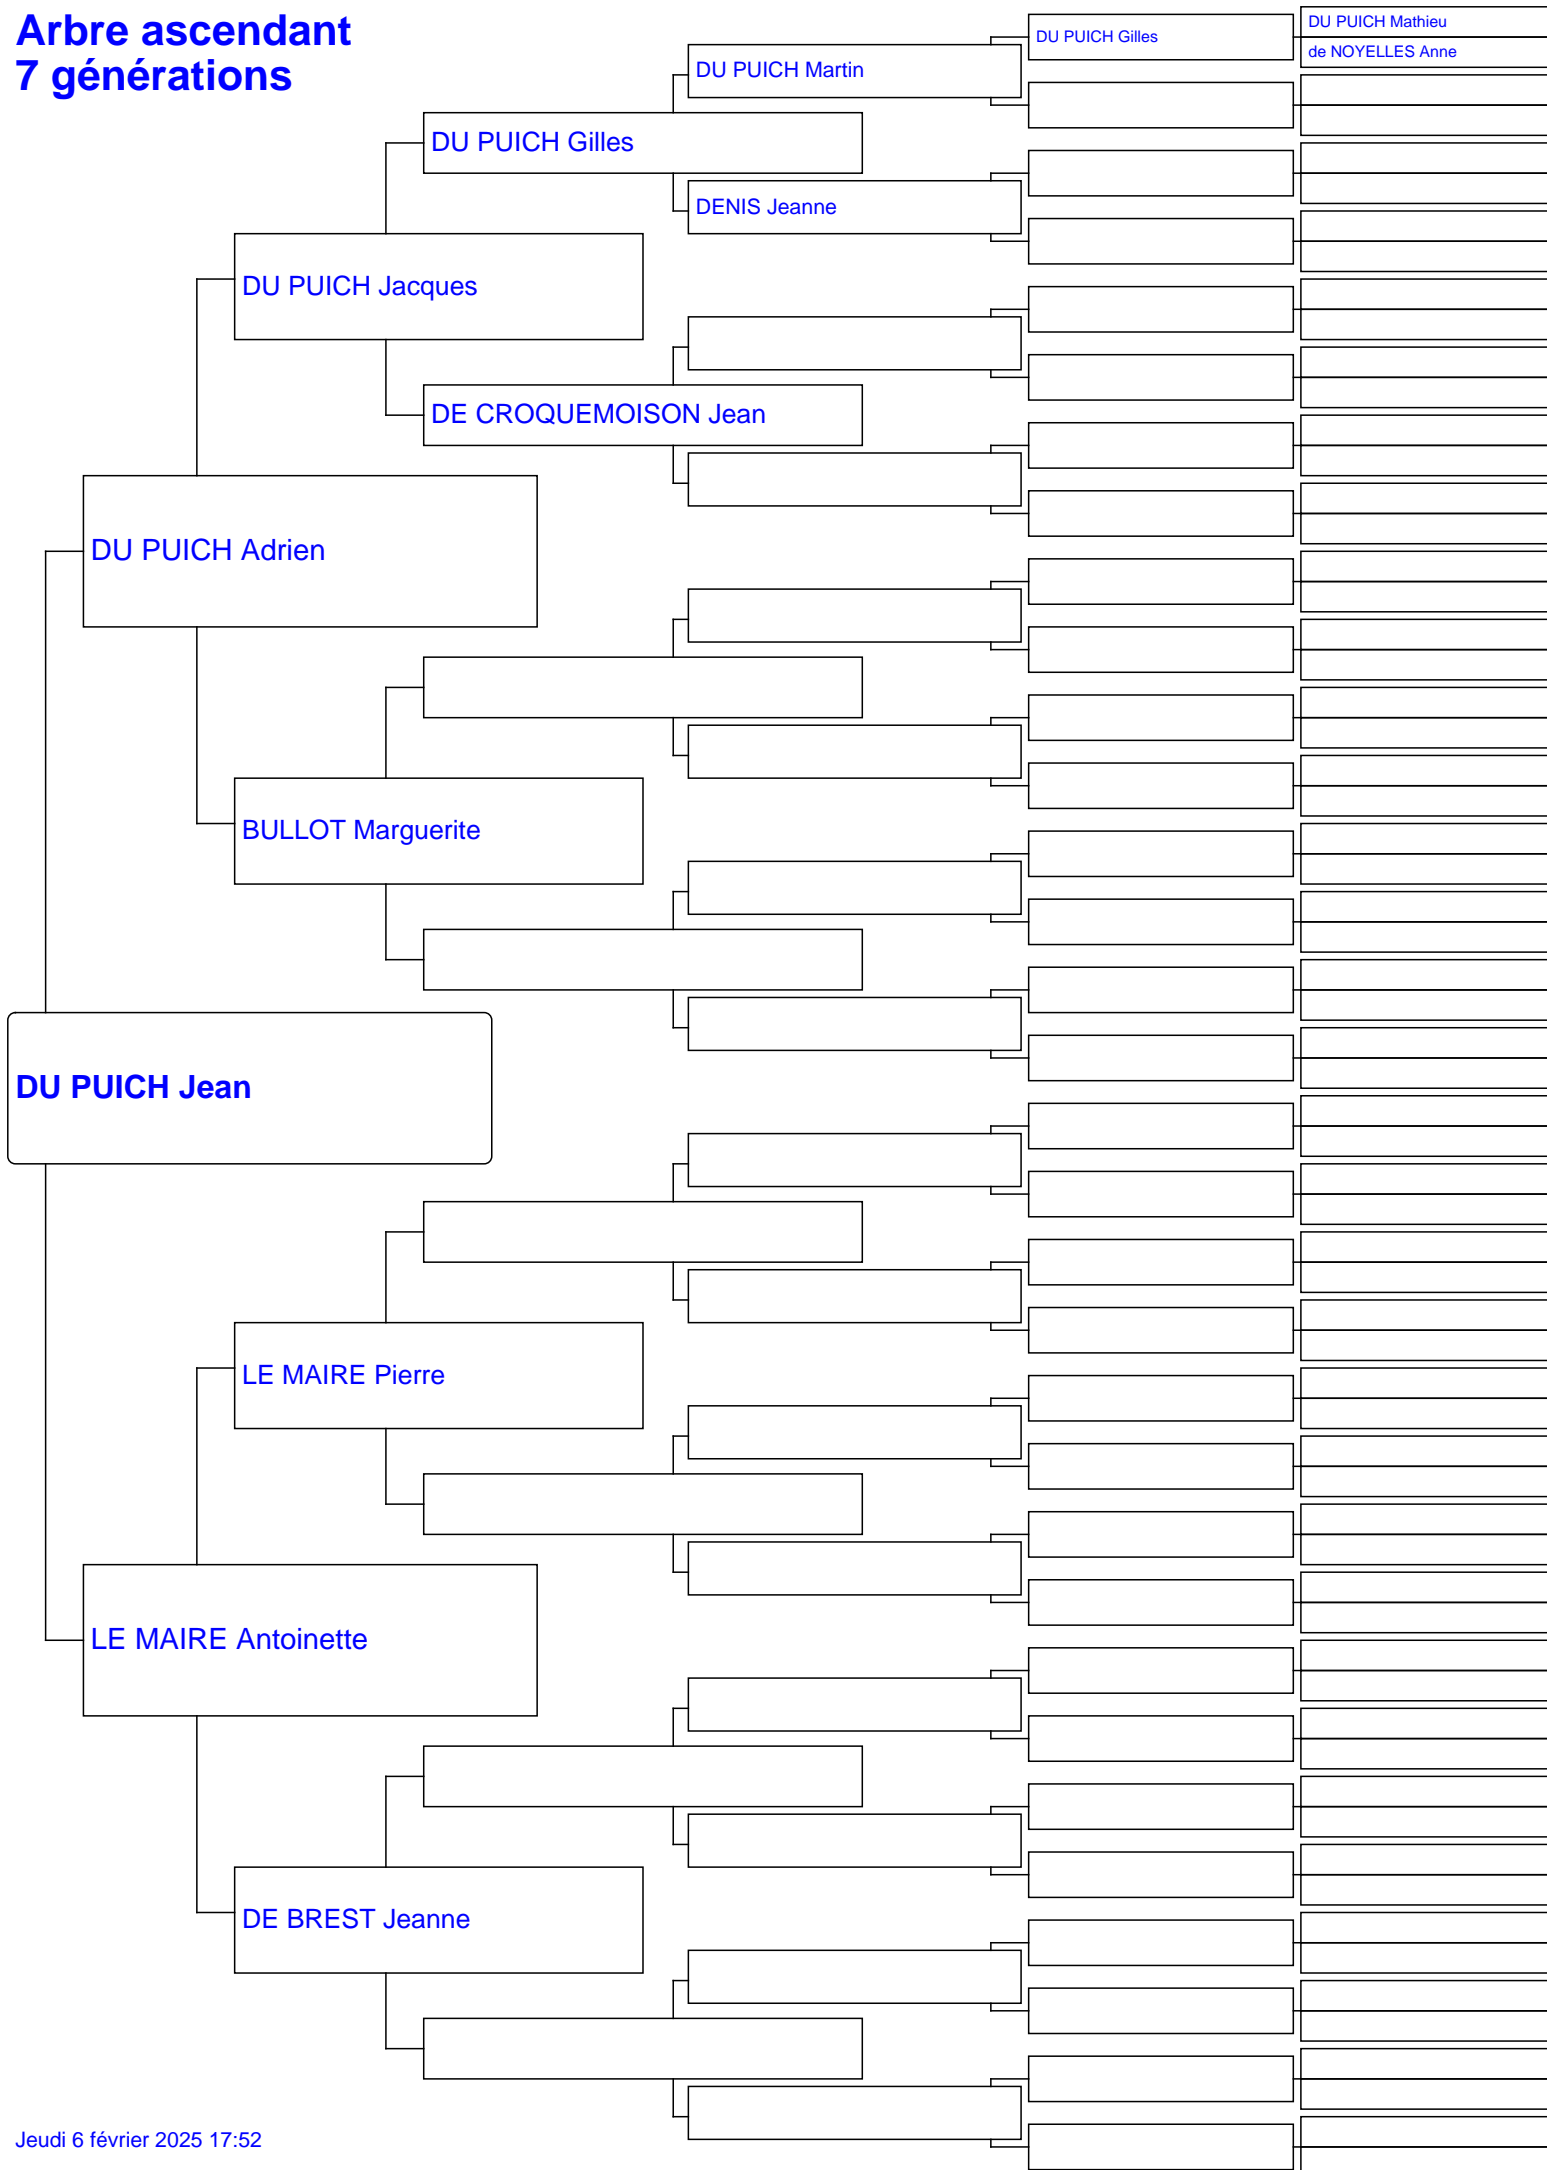 Arbre ascendant
7 générations
DU PUICH Mathieu
DU PUICH Gilles
de NOYELLES Anne
DU PUICH Martin
DU PUICH Gilles
DENIS Jeanne
DU PUICH Jacques
DE CROQUEMOISON Jean
DU PUICH Adrien
BULLOT Marguerite
DU PUICH Jean
LE MAIRE Pierre
LE MAIRE Antoinette
DE BREST Jeanne
Jeudi 6 février 2025 17:52